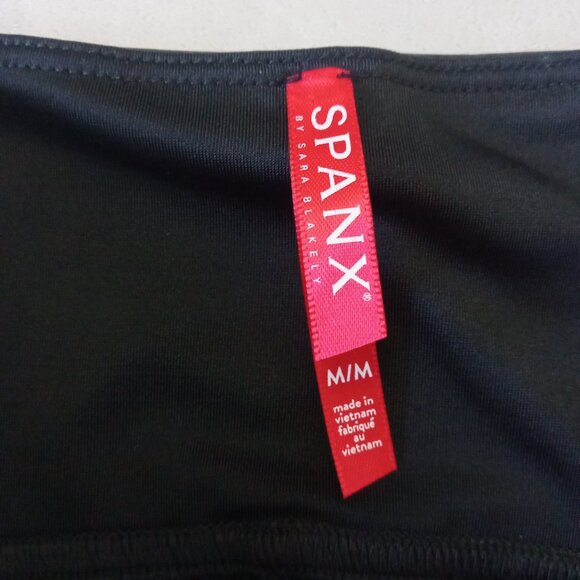 SPANX®
BY SARA BLAKELY
M/M
made in
vietnam
fabriqué
au
vietnam